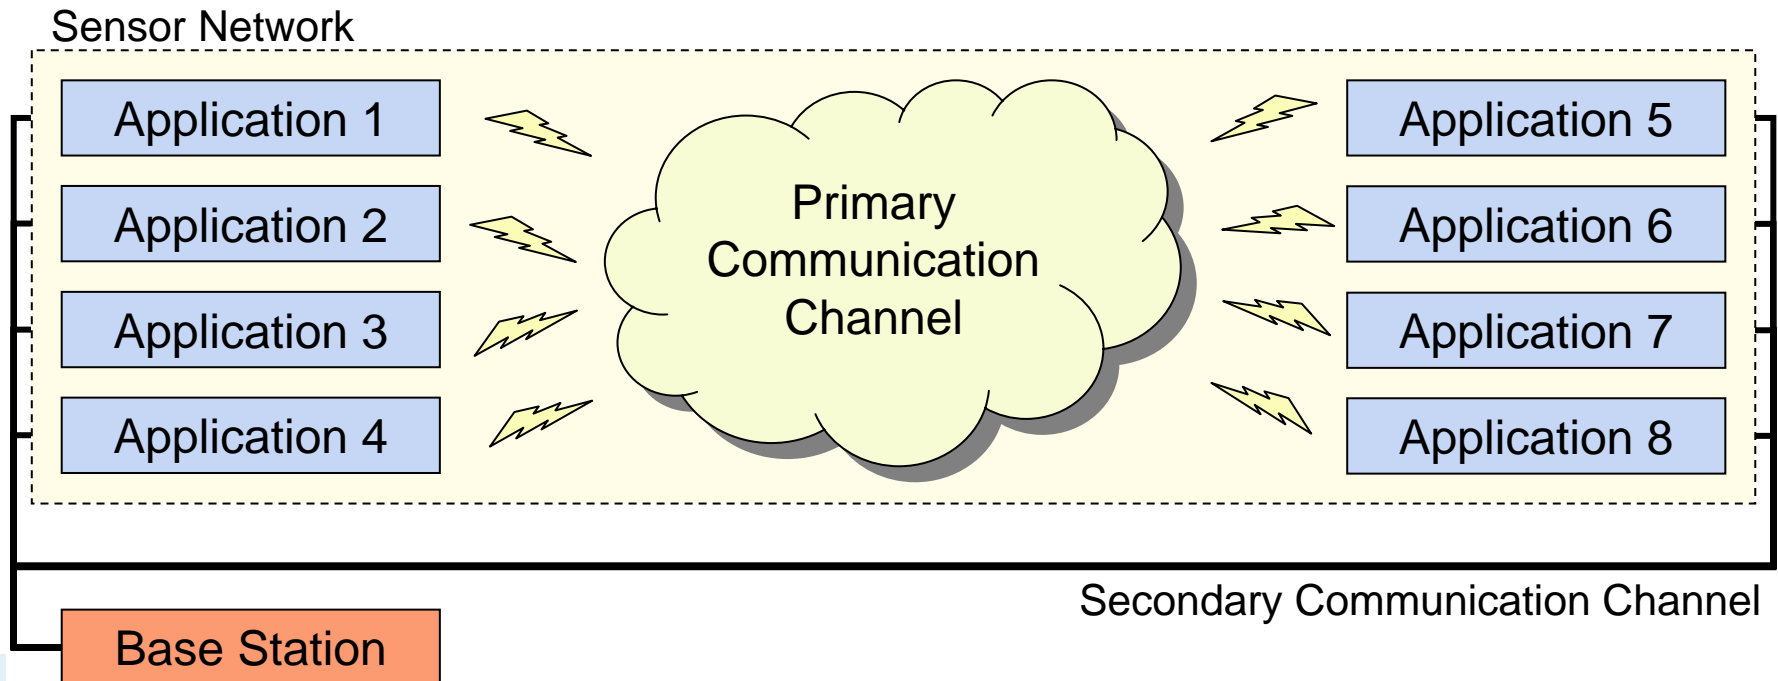 Sensor Network
Application 1
Application 2
Application 3
Application 4
Primary
Communication
Channel
Application 5
Application 6
Application 7
Application 8
Secondary Communication Channel
Base Station